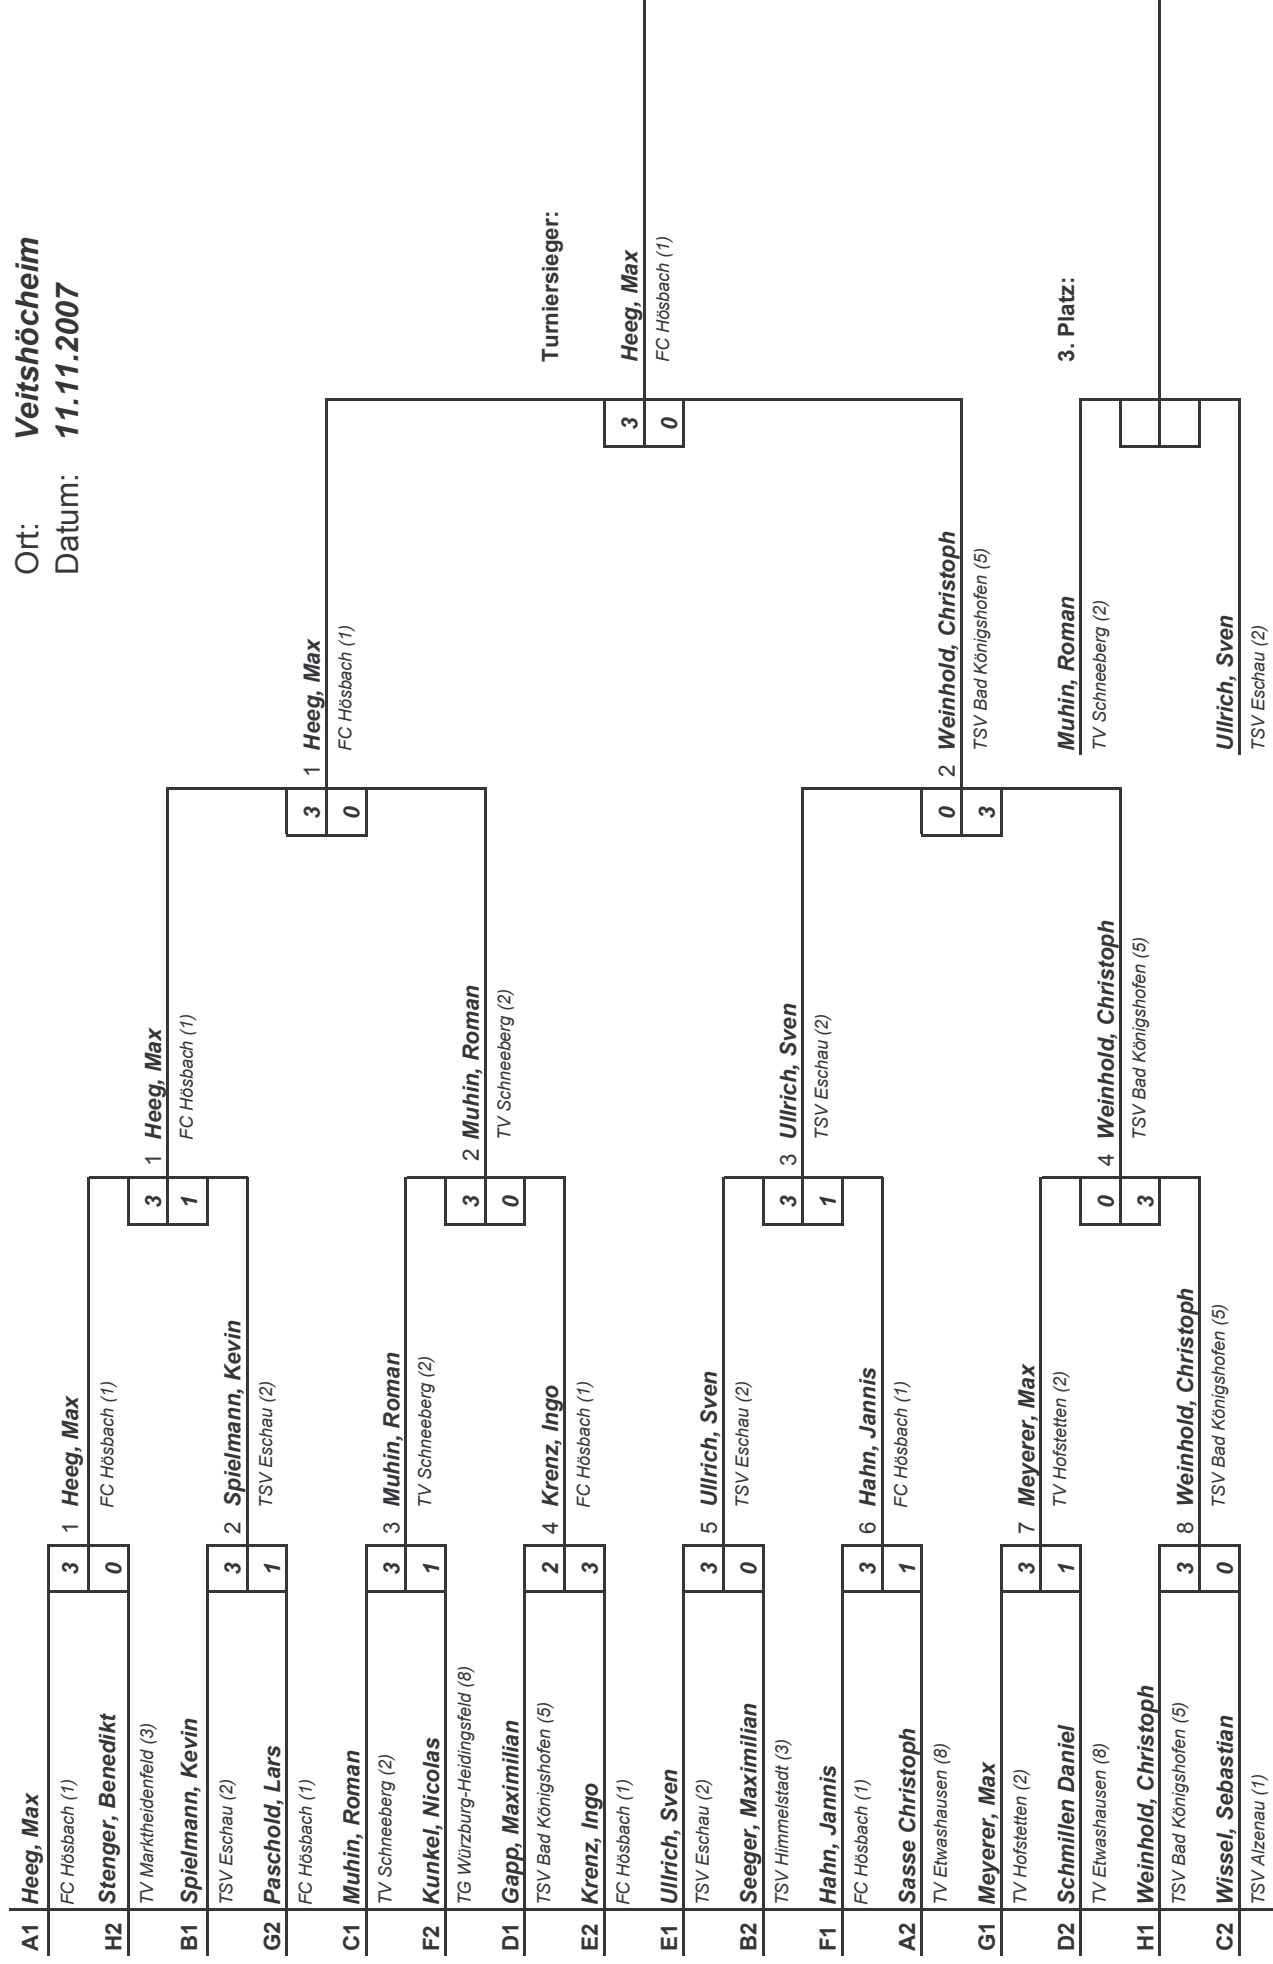 Ort: Veitshöcheim
Datum: 11.11.2007
A1 Heeg, Max
FC Hösbach (1)
H2 Stenger, Benedikt
TV Marktheidenfeld (3)
B1 Spielmann, Kevin
TSV Eschau (2)
G2 Paschold, Lars
FC Hösbach (1)
C1 Muhin, Roman
TV Schneeberg (2)
F2 Kunkel, Nicolas
TG Würzburg-Heidingsfeld (8)
D1 Gapp, Maximilian
TSV Bad Königshofen (5)
E2 Krenz, Ingo
FC Hösbach (1)
E1 Ullrich, Sven
TSV Eschau (2)
B2 Seeger, Maximilian
TSV Himmelstadt (3)
F1 Hahn, Jannis
FC Hösbach (1)
A2 Sasse Christoph
TV Etwashausen (8)
G1 Meyerer, Max
TV Hofstetten (2)
D2 Schmillen Daniel
TV Etwashausen (8)
H1 Weinhold, Christoph
TSV Bad Königshofen (5)
C2 Wissel, Sebastian
TSV Alzenau (1)
3 1 Heeg, Max
0 FC Hösbach (1)
3 2 Spielmann, Kevin
1 TSV Eschau (2)
3 3 Muhin, Roman
1 TV Schneeberg (2)
2 4 Krenz, Ingo
3 FC Hösbach (1)
3 5 Ullrich, Sven
0 TSV Eschau (2)
3 6 Hahn, Jannis
1 FC Hösbach (1)
3 7 Meyerer, Max
1 TV Hofstetten (2)
3 8 Weinhold, Christoph
0 TSV Bad Königshofen (5)
3 1 Heeg, Max
1 FC Hösbach (1)
3 2 Muhin, Roman
0 TV Schneeberg (2)
3 3 Ullrich, Sven
1 TSV Eschau (2)
0 4 Weinhold, Christoph
3 TSV Bad Königshofen (5)
3 1 Heeg, Max
0 FC Hösbach (1)
0 2 Weinhold, Christoph
3 TSV Bad Königshofen (5)
Turniersieger:
3 Heeg, Max
0 FC Hösbach (1)
3. Platz:
Muhin, Roman
TV Schneeberg (2)
Ullrich, Sven
TSV Eschau (2)